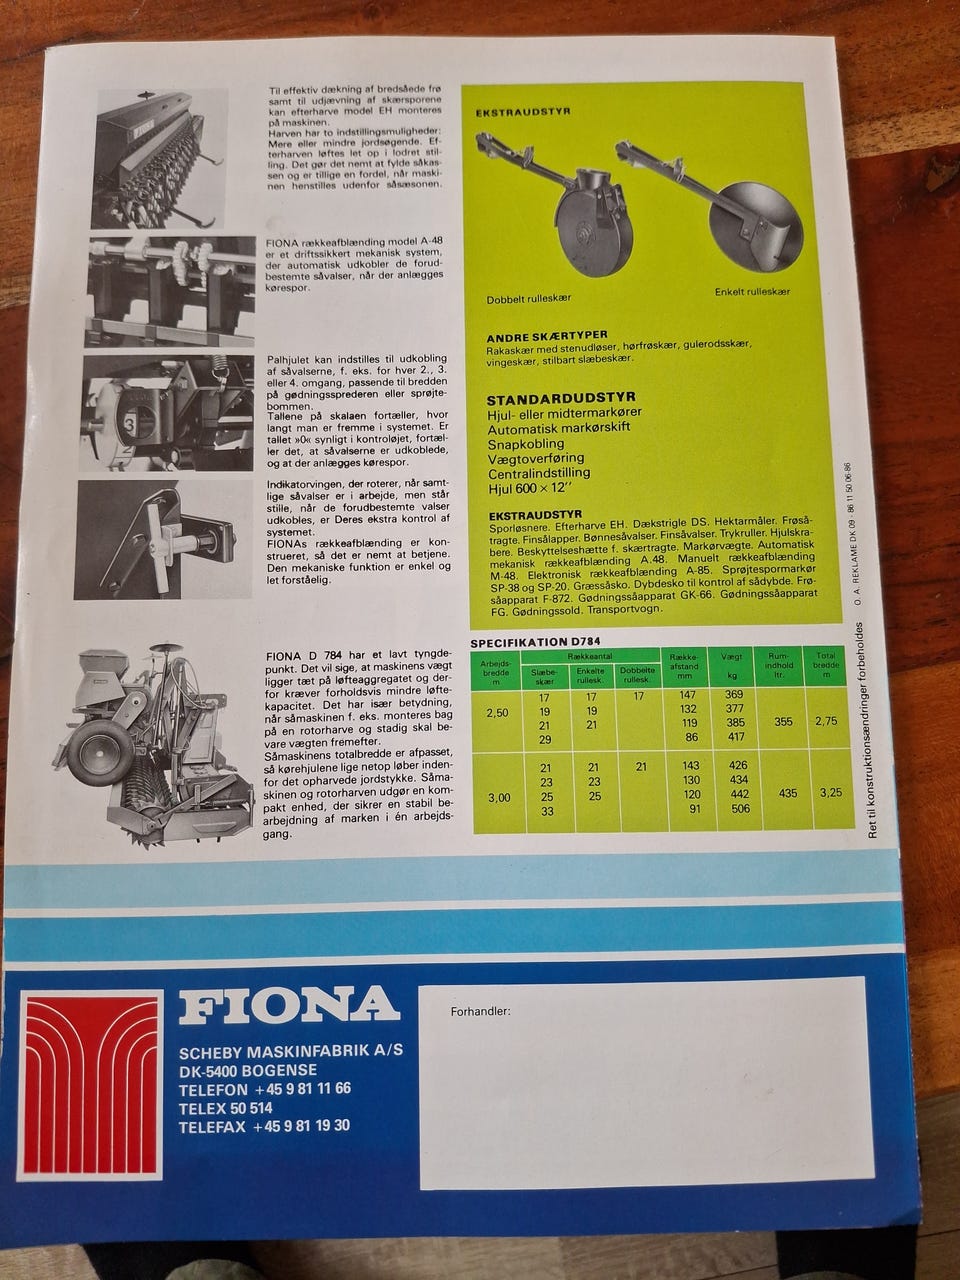 Til effektiv dækning af bredsåede frø
samt til udjævning af skærsporene
kan efterharve model EH monteres
på maskinen.
Harven har to indstillingsmuligheder:
Mere eller mindre jordsøgende. Ef-
terharven løftes let op i lodret stil-
ling. Det gør det nemt at fylde såkas-
sen og er tillige en fordel, når maski-
nen henstilles udenfor såsæsonen.
FIONA rækkeafblænding model A-48
er et driftssikkert mekanisk system,
der automatisk udkobler de forud-
bestemte såvalser, når der anlægges
kørespor.
Palhjulet kan indstilles til udkobling
af såvalserne, f. eks. for hver 2., 3.
eller 4. omgang, passende til bredden
på gødningssprederen eller sprøjte-
bommen.
Tallene på skalaen fortæller, hvor
langt man er fremme i systemet. Er
tallet »0« synligt i kontroløjet, fortæl-
ler det, at såvalserne er udkoblede,
og at der anlægges kørespor.
3
Indikatorvingen, der roterer, når samt-
lige såvalser er i arbejde, men står
stille, når de forudbestemte valser
udkobles, er Deres ekstra kontrol af
systemet.
FIONAs rækkeafblænding er kon-
strueret, så det er nemt at betjene.
Den mekaniske funktion er enkel og
let forståelig.
FIONA D 784 har et lavt tyngde-
punkt. Det vil sige, at maskinens vægt
ligger tæt på løfteaggregatet og der-
for kræver forholdsvis mindre løfte-
kapacitet. Det har især betydning,
når såmaskinen f. eks. monteres bag
på en rotorharve og stadig skal be-
vare vægten fremefter.
Såmaskinens totalbredde er afpasset,
så kørehjulene lige netop løber inden-
for det opharvede jordstykke. Såma-
skinen og rotorharven udgør en kom-
pakt enhed, der sikrer en stabil be-
arbejdning af marken i én arbejds-
gang.
EKSTRAUDSTYR
Dobbelt rulleskær
Enkelt rulleskær
ANDRE SKÆRTYPER
Rakaskær med stenudløser, hørfrøskær, gulerodsskær,
vingeskær, stilbart slæbeskær.
STANDARDUDSTYR
Hjul- eller midtermarkører
Automatisk markørskift
Snapkobling
Vægtoverføring
Centralindstilling
Hjul 600 × 12"
EKSTRAUDSTYR
Sporløsnere. Efterharve EH. Dækstrigle DS. Hektarmåler. Frøså-
tragte. Finsålapper. Bønnesåvalser. Finsåvalser. Trykruller. Hjulskra-
bere. Beskyttelseshætte f. skærtragte. Markørvægte. Automatisk
mekanisk rækkeafblænding A.48. Manuelt rækkeafblænding
M-48. Elektronisk rækkeafblænding A-85. Sprøjtespormarkør
SP-38 og SP-20. Græssåsko. Dybdesko til kontrol af sådybde. Frø-
såapparat F-872. Gødningssåapparat GK-66. Gødningssåapparat
FG. Gødningssold. Transportvogn.
SPECIFIKATION D784
Arbejds-
bredde
m
Rækkeantal
Slæbe-
skær
Enkelte
rullesk.
Dobbelte
rullesk.
Række-
afstand
mm
Vægt
kg
Rum-
indhold
ltr.
Total
bredde
m
2,50
17 17 17 147 369
19 19 132 377
21 21 119 385
29 86 417
355 2,75
3,00
21 21 21 143 426
23 23 130 434
25 25 120 442
33 91 506
435 3,25
Ret til konstruktionsændringer forbeholdes
O. A. REKLAME DK 09 - 86 11 50 06-86
FIONA
SCHEBY MASKINFABRIK A/S
DK-5400 BOGENSE
TELEFON +45 9 81 11 66
TELEX 50 514
TELEFAX +45 9 81 19 30
Forhandler: